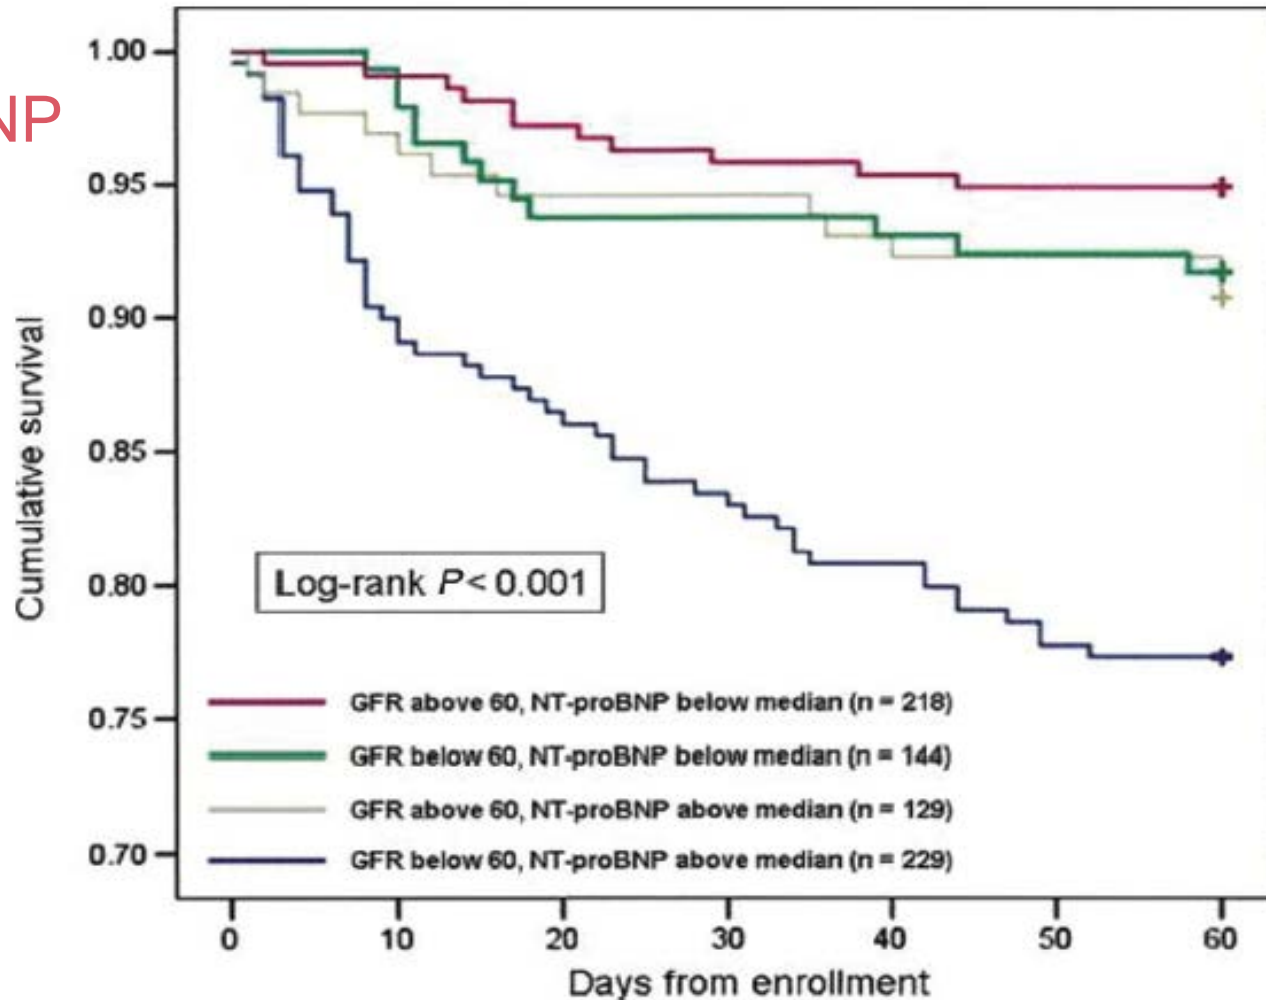 NP
1.00
0.95
0.90
0.85
0.80
0.75
0.70
Cumulative survival
Log-rank P < 0.001
GFR above 60, NT-proBNP below median (n = 218)
GFR below 60, NT-proBNP below median (n = 144)
GFR above 60, NT-proBNP above median (n = 129)
GFR below 60, NT-proBNP above median (n = 229)
0 10 20 30 40 50 60
Days from enrollment